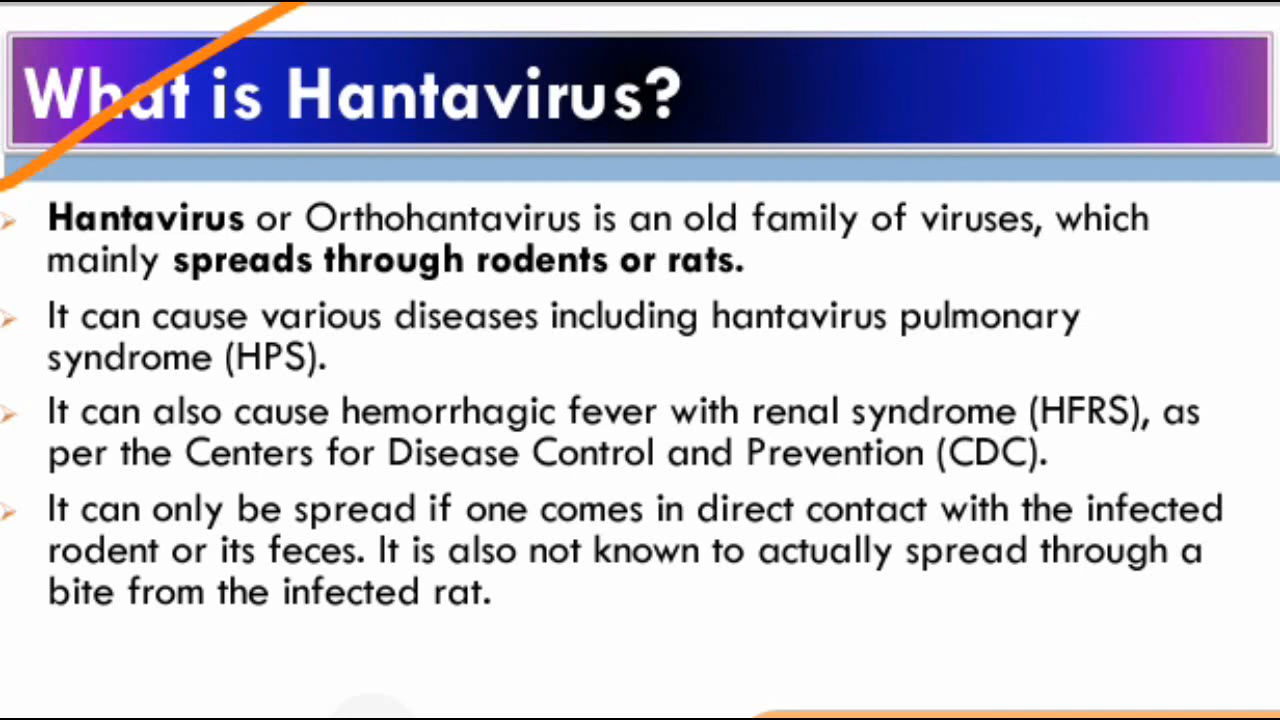 What is Hantavirus?
Hantavirus or Orthohantavirus is an old family of viruses, which
mainly spreads through rodents or rats.
It can cause various diseases including hantavirus pulmonary
syndrome (HPS).
It can also cause hemorrhagic fever with renal syndrome (HFRS), as
per the Centers for Disease Control and Prevention (CDC).
It can only be spread if one comes in direct contact with the infected
rodent or its feces. It is also not known to actually spread through a
bite from the infected rat.